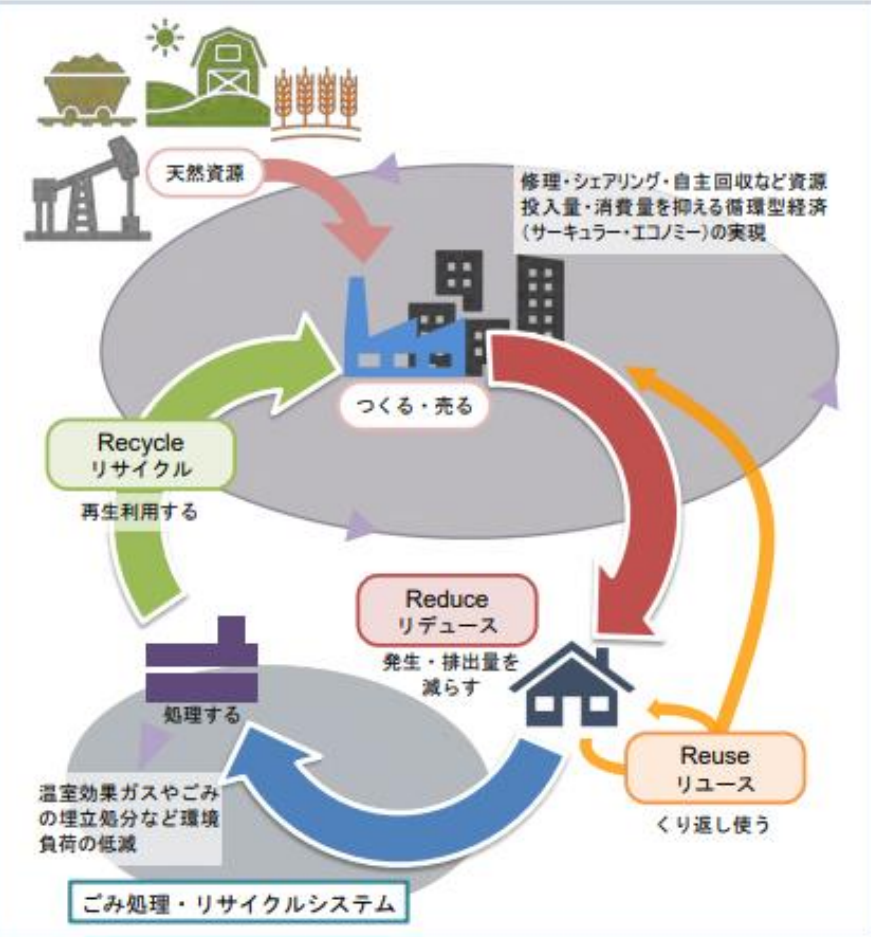 天然資源
修理・シェアリング・自主回収など資源
投入量・消費量を抑える循環型経済
(サーキュラー・エコノミー)の実現
つくる・売る
Recycle
リサイクル
再生利用する
Reduce
リデュース
発生・排出量を
減らす
処理する
Reuse
リユース
くり返し使う
温室効果ガスやごみ
の埋立処分など環境
負荷の低減
ごみ処理・リサイクルシステム